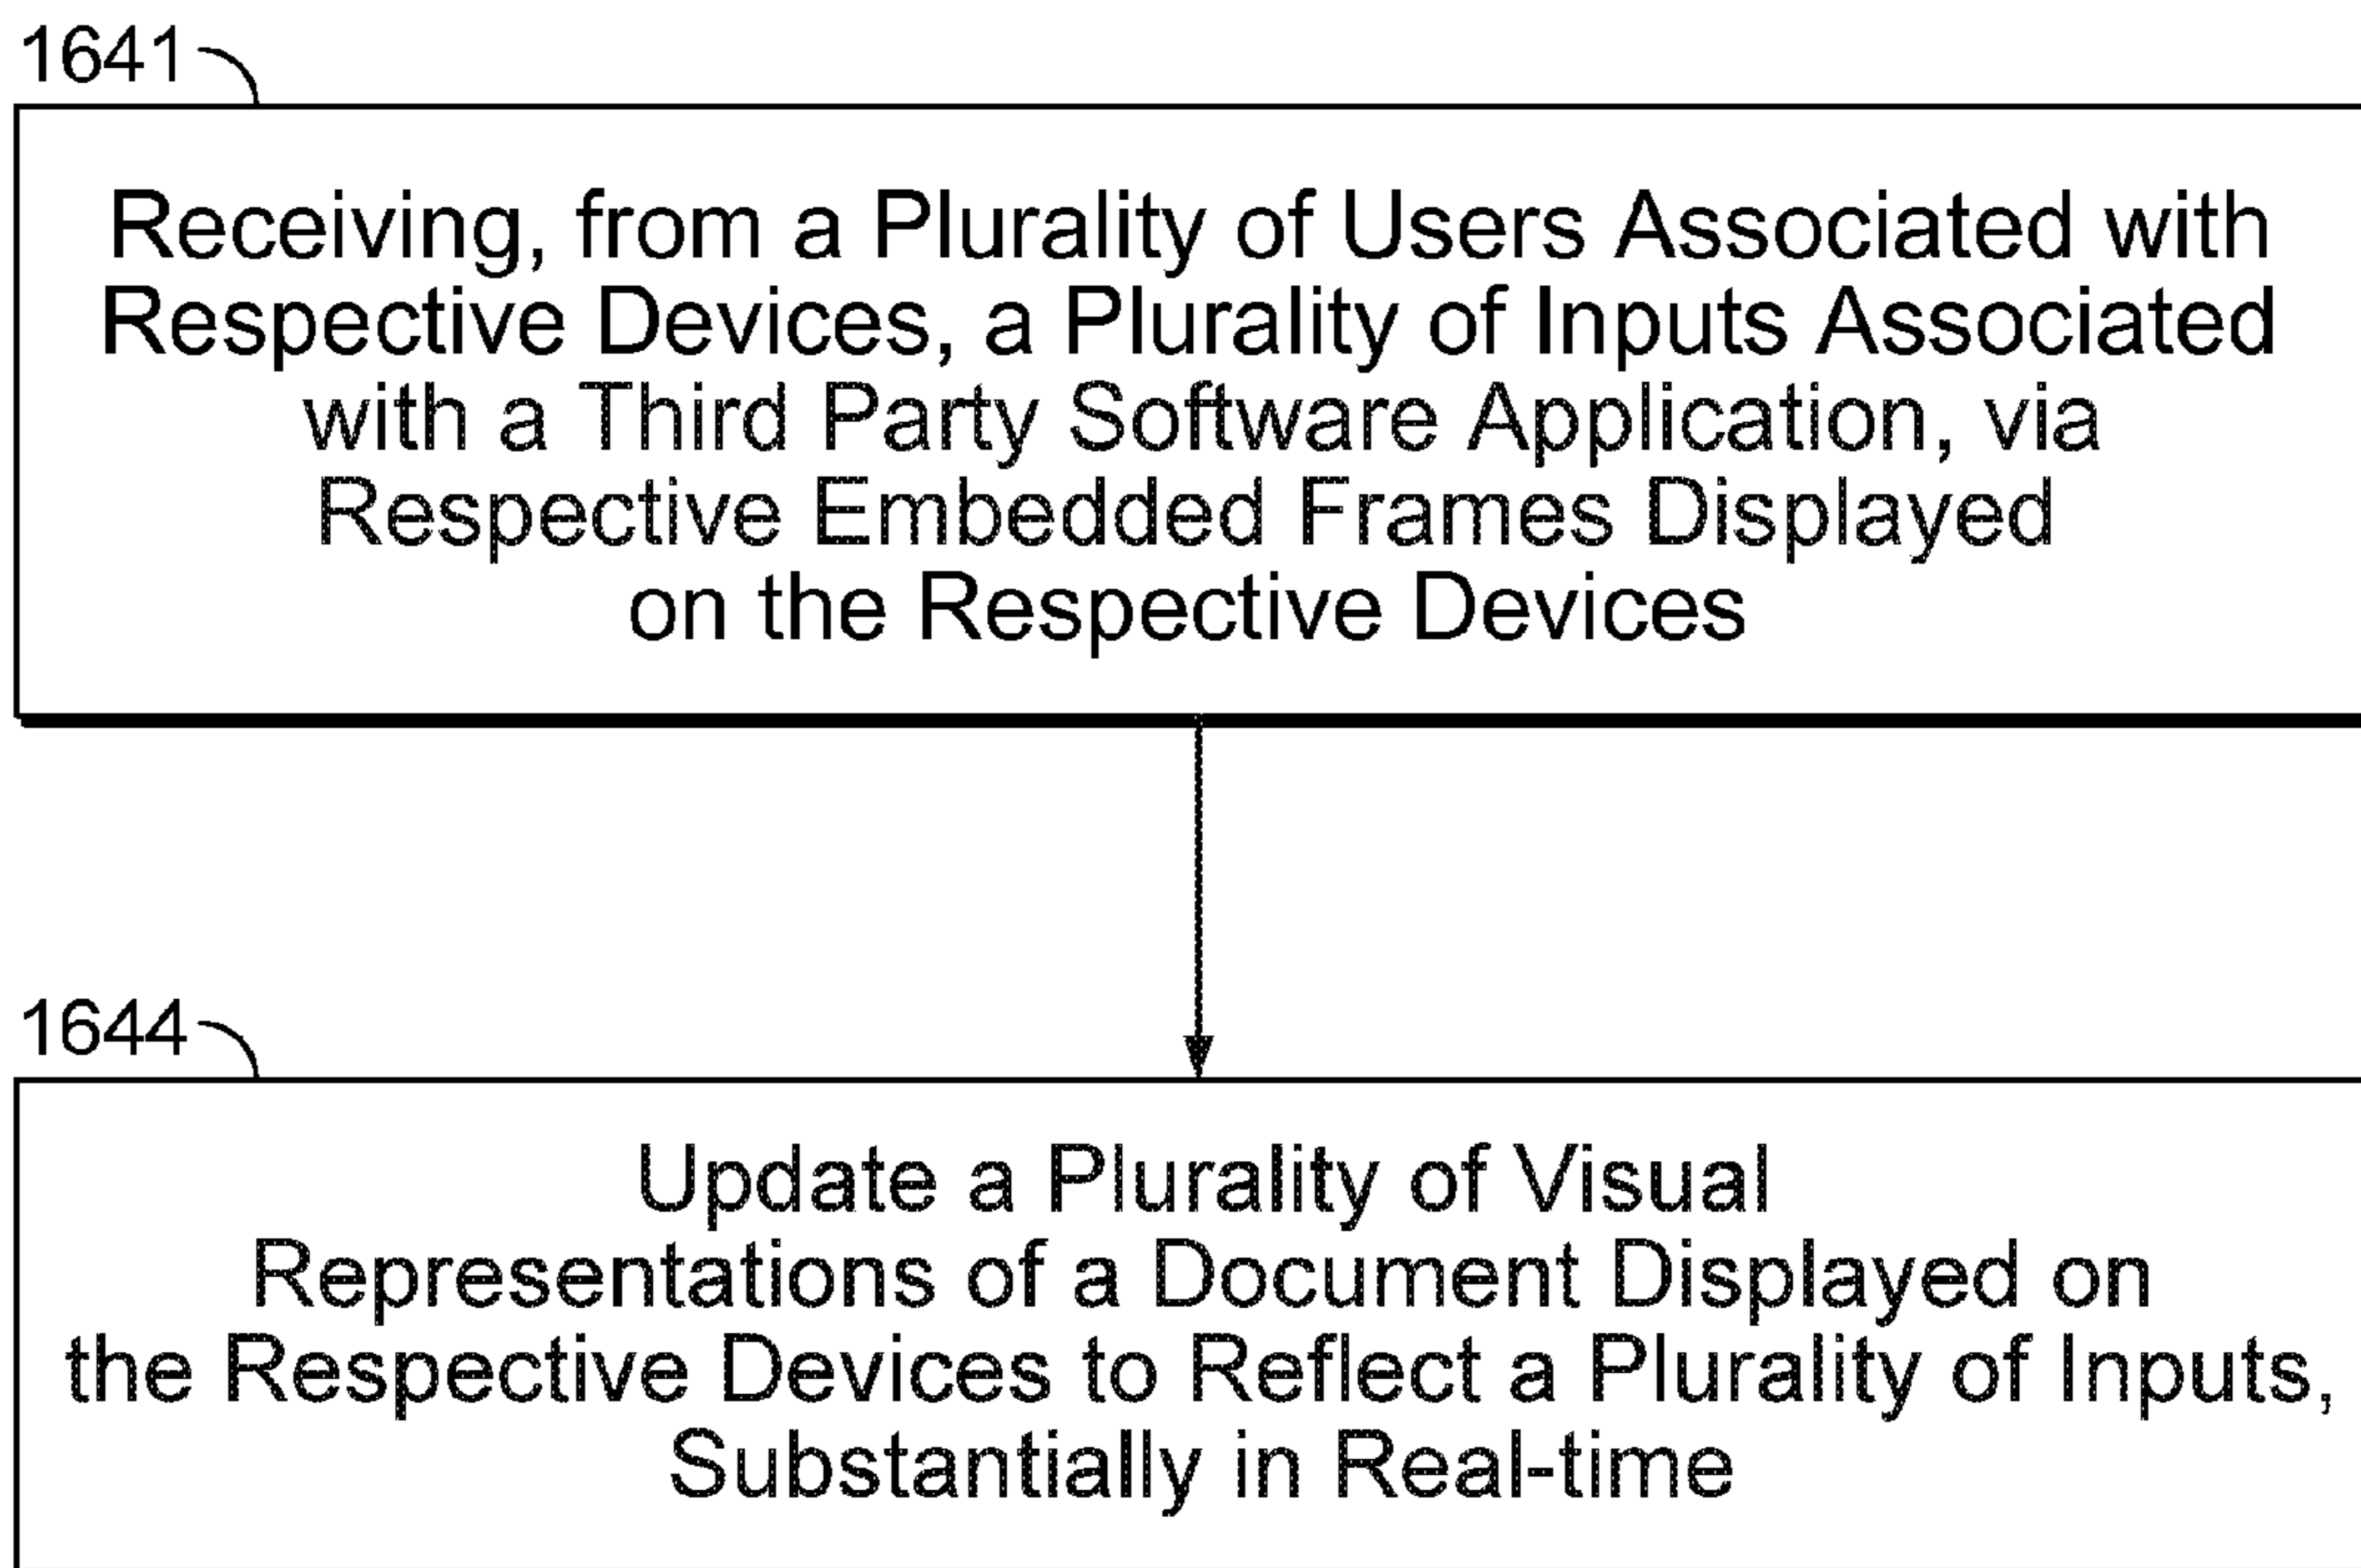 1641
Receiving, from a Plurality of Users Associated with
Respective Devices, a Plurality of Inputs Associated
with a Third Party Software Application, via
Respective Embedded Frames Displayed
on the Respective Devices
1644
Update a Plurality of Visual
Representations of a Document Displayed on
the Respective Devices to Reflect a Plurality of Inputs,
Substantially in Real-time